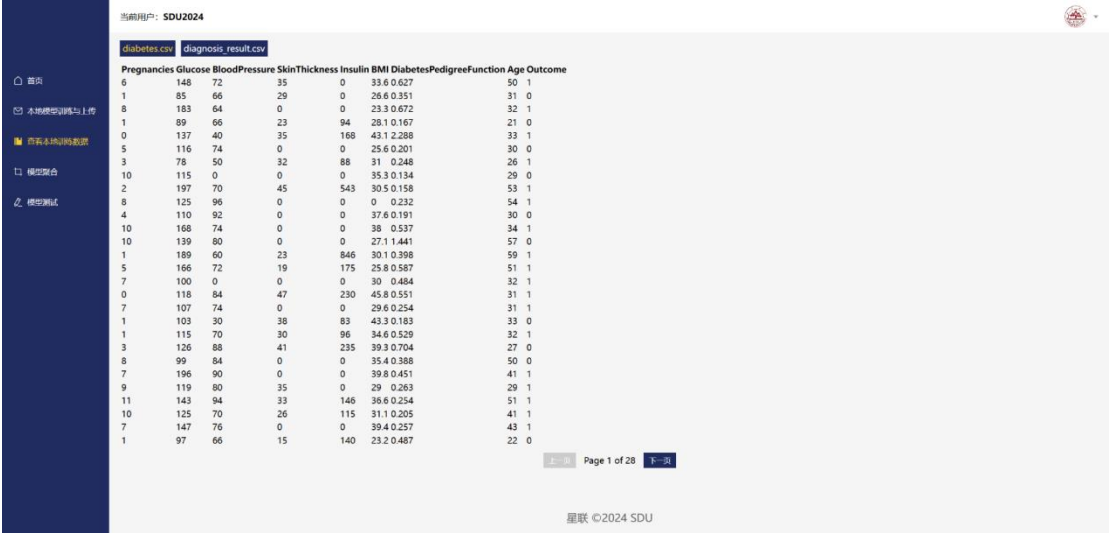 当前用户: SDU2024
首页
本地模型训练与上传
查看本地训练数据
模型聚合
模型测试
diabetes.csv diagnosis_result.csv
Pregnancies Glucose BloodPressure SkinThickness Insulin BMI DiabetesPedigreeFunction Age Outcome
6 148 72 35 0 33.6 0.627 50 1
1 85 66 29 0 26.6 0.351 31 0
8 183 64 0 0 23.3 0.672 32 1
1 89 66 23 94 28.1 0.167 21 0
0 137 40 35 168 43.1 2.288 33 1
5 116 74 0 0 25.6 0.201 30 0
3 78 50 32 88 31 0.248 26 1
10 115 0 0 0 35.3 0.134 29 0
2 197 70 45 543 30.5 0.158 53 1
8 125 96 0 0 0 0.232 54 1
4 110 92 0 0 37.6 0.191 30 0
10 168 74 0 0 38 0.537 34 1
10 139 80 0 0 27.1 1.441 57 0
1 189 60 23 846 30.1 0.398 59 1
5 166 72 19 175 25.8 0.587 51 1
7 100 0 0 0 30 0.484 32 1
0 118 84 47 230 45.8 0.551 31 1
7 107 74 0 0 29.6 0.254 31 1
1 103 30 38 83 43.3 0.183 33 0
1 115 70 30 96 34.6 0.529 32 1
3 126 88 41 235 39.3 0.704 27 0
8 99 84 0 0 35.4 0.388 50 0
7 196 90 0 0 39.8 0.451 41 1
9 119 80 35 0 29 0.263 29 1
11 143 94 33 146 36.6 0.254 51 1
10 125 70 26 115 31.1 0.205 41 1
7 147 76 0 0 39.4 0.257 43 1
1 97 66 15 140 23.2 0.487 22 0
上一页 Page 1 of 28 下一页
星联 ©2024 SDU